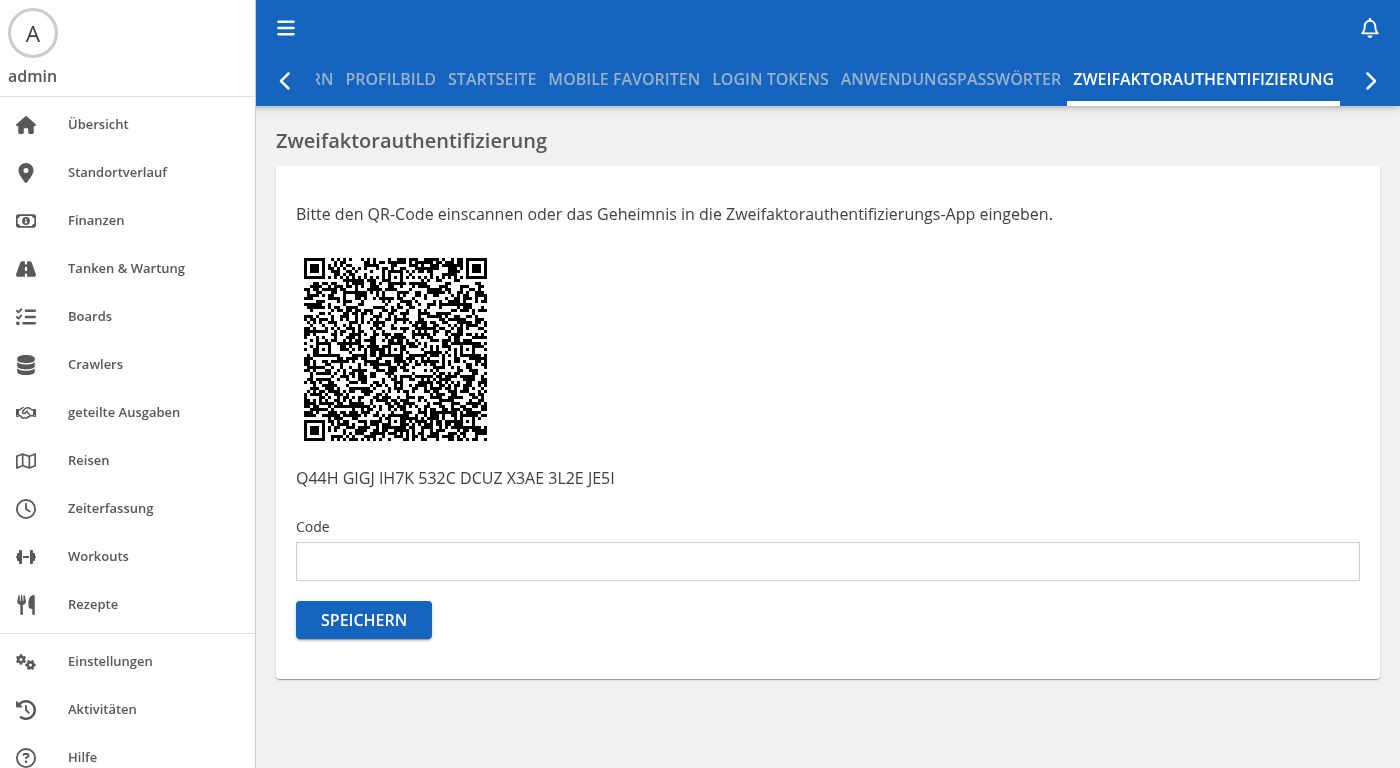 A
admin
Übersicht
Standortverlauf
Finanzen
Tanken & Wartung
Boards
Crawlers
geteilte Ausgaben
Reisen
Zeiterfassung
Workouts
Rezepte
Einstellungen
Aktivitäten
Hilfe
RN PROFILBILD STARTSEITE MOBILE FAVORITEN LOGIN TOKENS ANWENDUNGSPASSWÖRTER ZWEIFAKTORAUTHENTIFIZIERUNG
Zweifaktorauthentifizierung
Bitte den QR-Code einscannen oder das Geheimnis in die Zweifaktorauthentifizierungs-App eingeben.
Q44H GIGJ IH7K 532C DCUZ X3AE 3L2E JE5I
Code
SPEICHERN